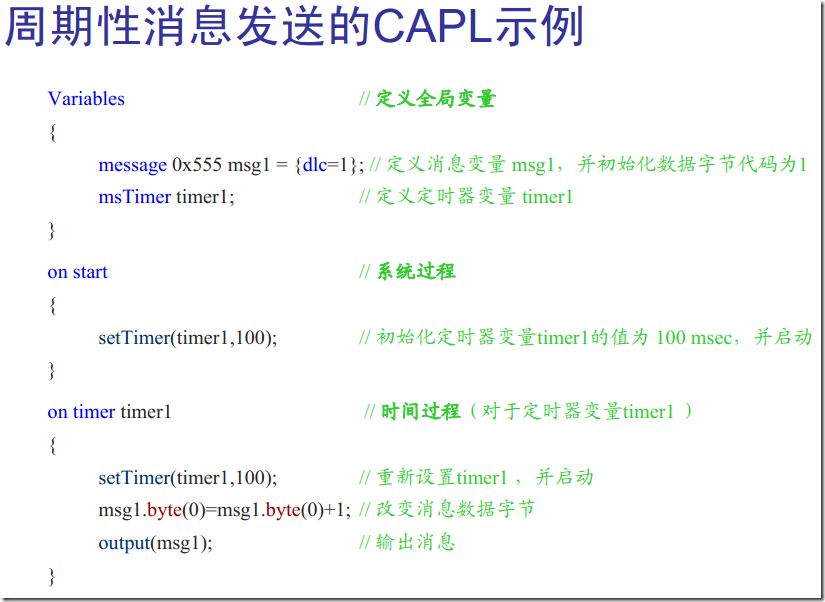 周期性消息发送的CAPL示例
Variables // 定义全局变量
{
message 0x555 msg1 = {dlc=1}; // 定义消息变量 msg1，并初始化数据字节代码为1
msTimer timer1; // 定义定时器变量 timer1
}
on start // 系统过程
{
setTimer(timer1,100); // 初始化定时器变量timer1的值为 100 msec，并启动
}
on timer timer1 // 时间过程（对于定时器变量timer1 ）
{
setTimer(timer1,100); // 重新设置timer1 ，并启动
msg1.byte(0)=msg1.byte(0)+1; // 改变消息数据字节
output(msg1); // 输出消息
}